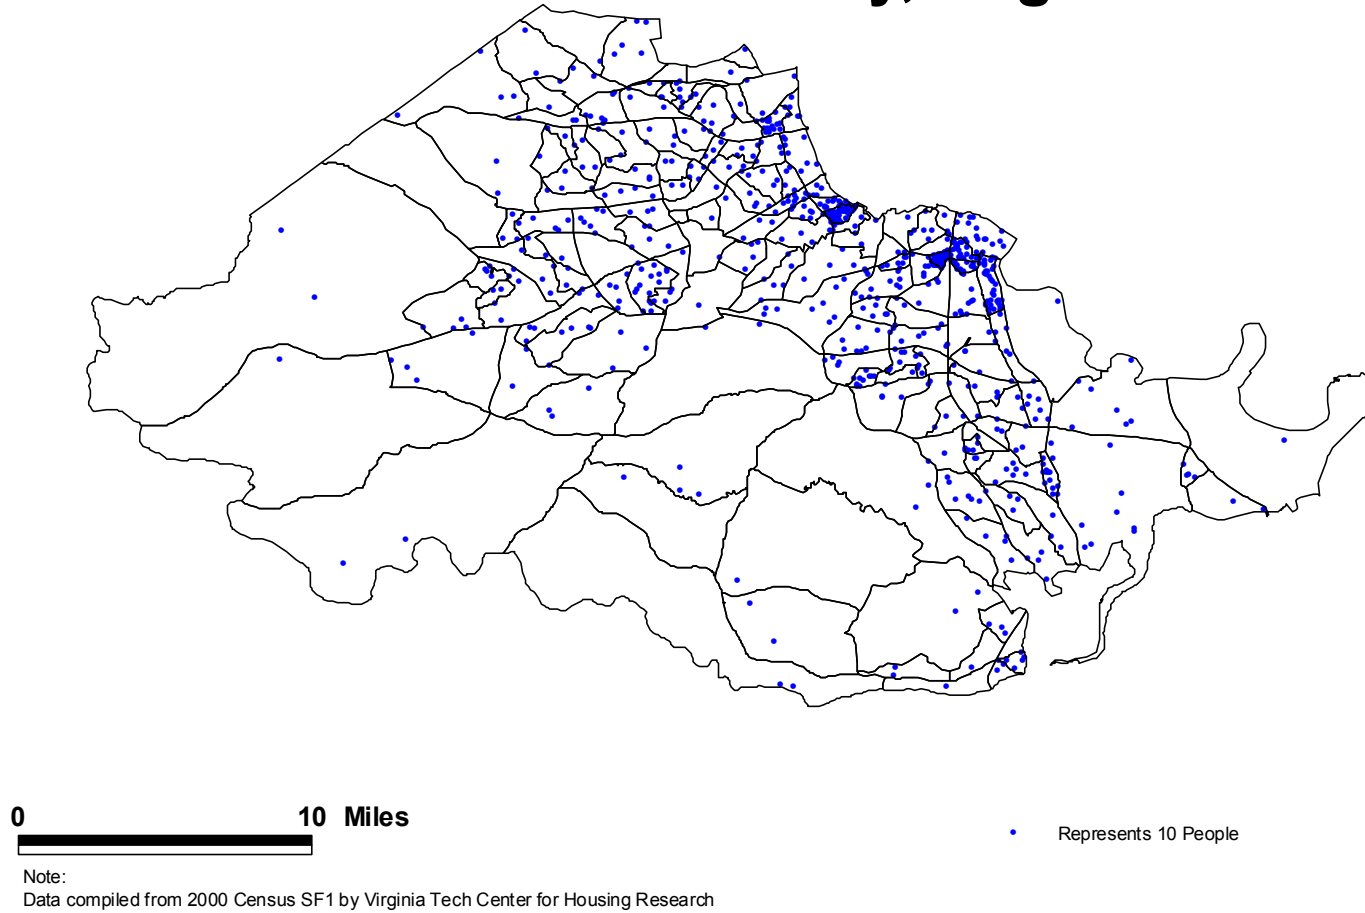 0 10 Miles
Represents 10 People
Note:
Data compiled from 2000 Census SF1 by Virginia Tech Center for Housing Research